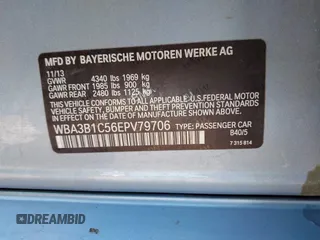 MFD BY BAYERISCHE MOTOREN WERKE AG
11/13
GVWR 4340 lbs 1969 kg
GAWR FRONT 1985 lbs 900 kg
GAWR REAR 2480 lbs 1125 kg
THIS VEHICLE CONFORMS TO ALL APPLICABLE U.S. FEDERAL MOTOR
VEHICLE SAFETY, BUMPER, AND THEFT PREVENTION STANDARDS
IN EFFECT ON THE DATE OF MANUFACTURE SHOWN ABOVE.
WBA3B1C56EPV79706 TYPE: PASSENGER CAR
B40/5
7 315 814
DREAMBID